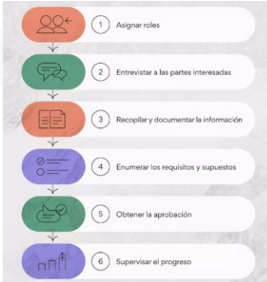 1 Asignar roles
2 Entrevistar a las partes interesadas
3 Recopilar y documentar la información
4 Enumerar los requisitos y supuestos
5 Obtener la aprobación
6 Supervisar el progreso